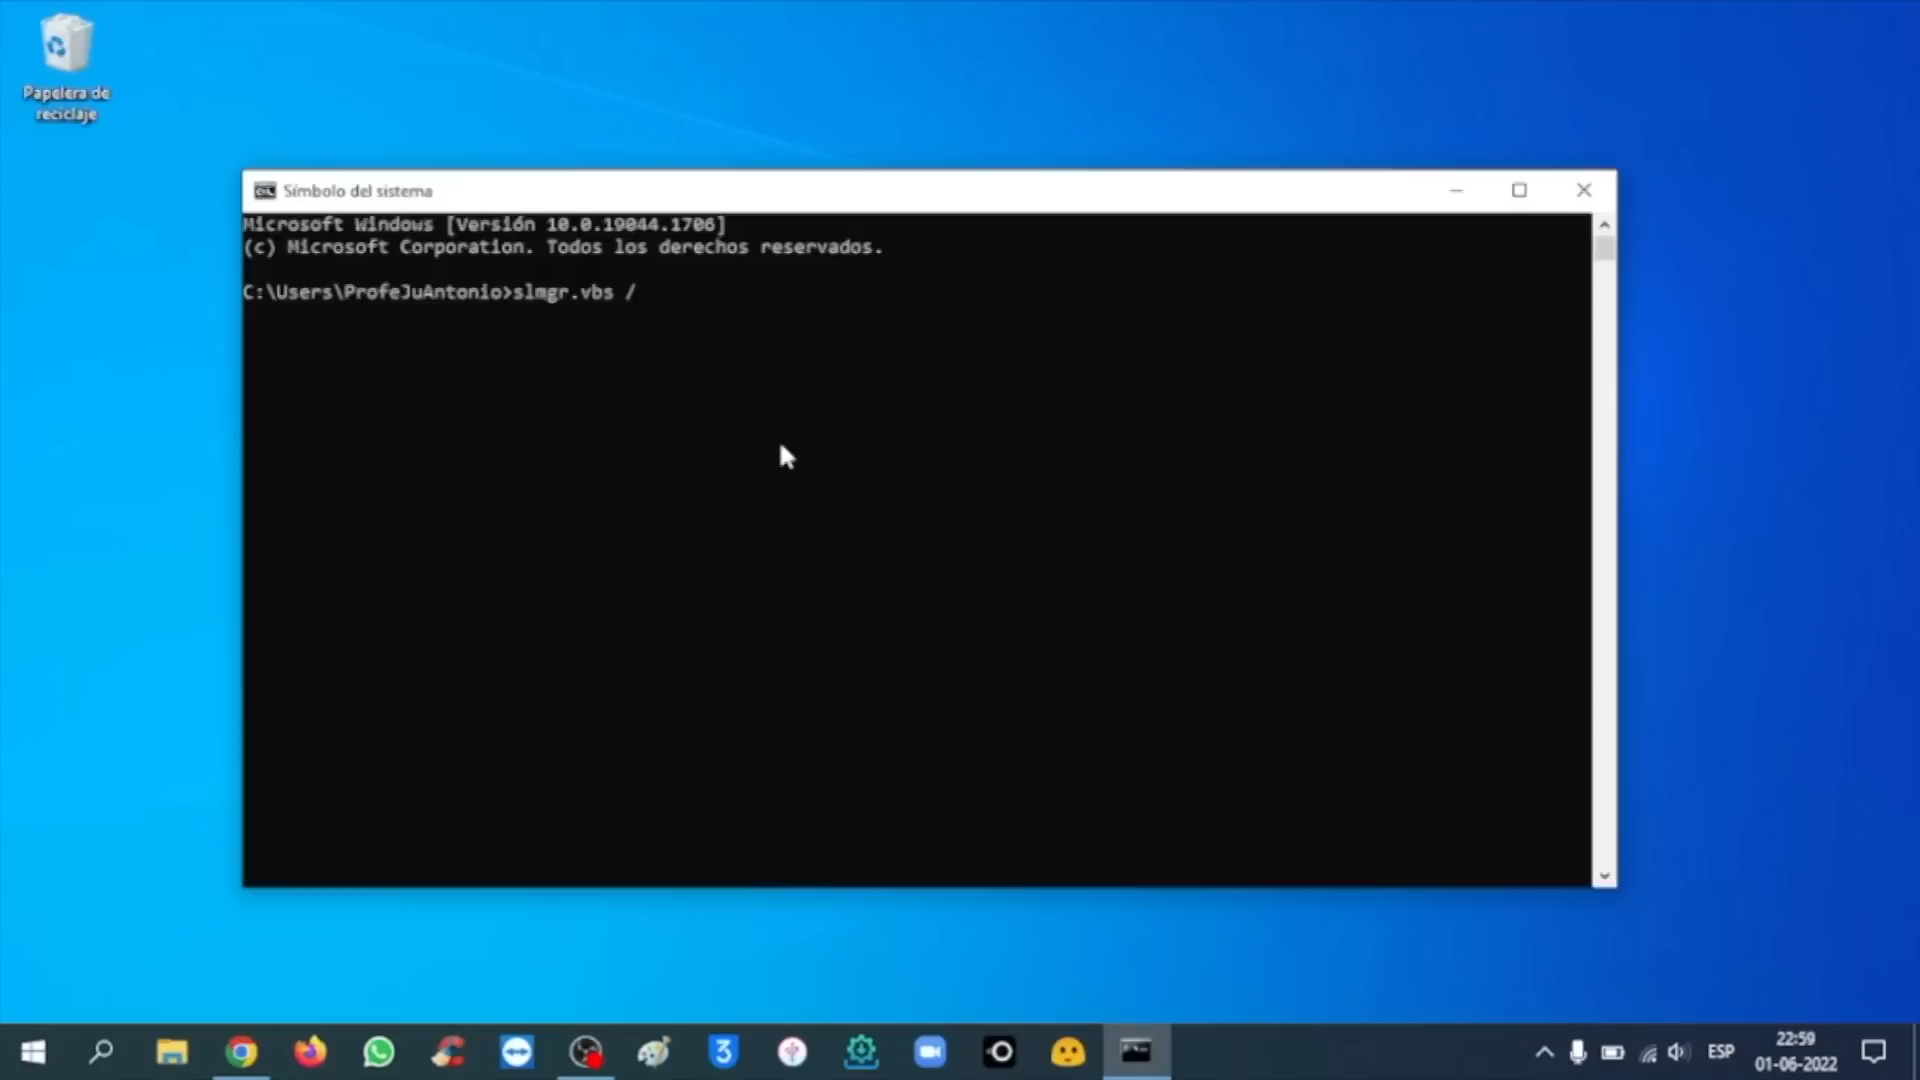 Papelera de
reciclaje
Símbolo del sistema
Microsoft Windows [Versión 10.0.19044.1706]
(c) Microsoft Corporation. Todos los derechos reservados.
C:\Users\ProfeJuAntonio>slmgr.vbs /
3
ESP
22:59
01-06-2022